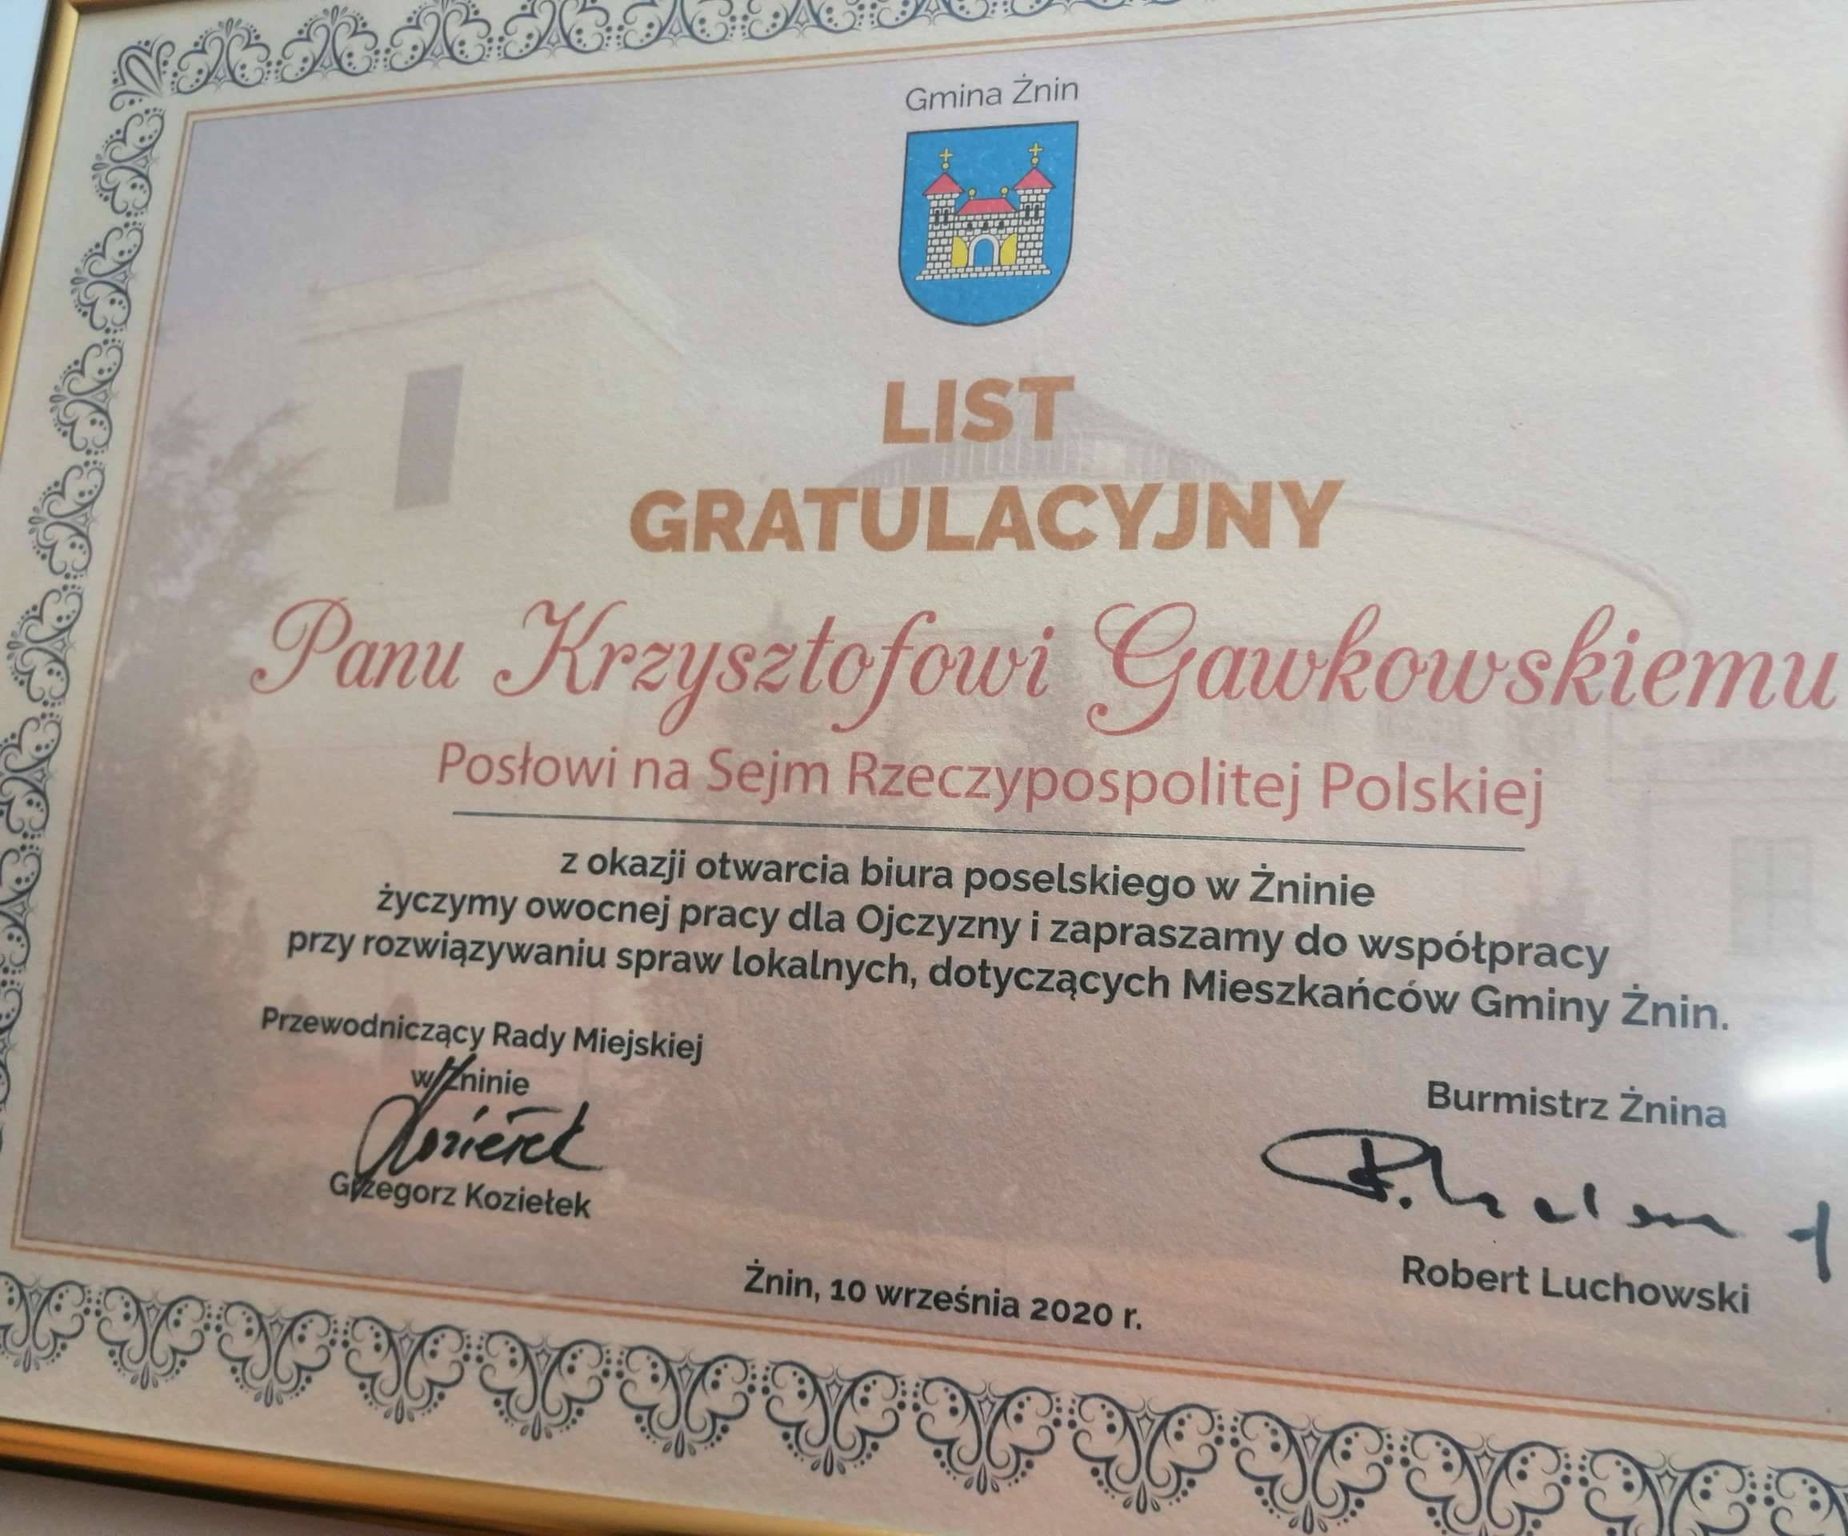 Gmina Żnin
LIST
GRATULACYJNY
Panu Krzysztofowi Gawkowskiemu
Posłowi na Sejm Rzeczypospolitej Polskiej
z okazji otwarcia biura poselskiego w Żninie
życzymy owocnej pracy dla Ojczyzny i zapraszamy do współpracy
przy rozwiązywaniu spraw lokalnych, dotyczących Mieszkańców Gminy Żnin.
Przewodniczący Rady Miejskiej
w Żninie
Koziełek
Grzegorz Koziełek
Burmistrz Żnina
Robert Luchowski
Żnin, 10 września 2020 r.